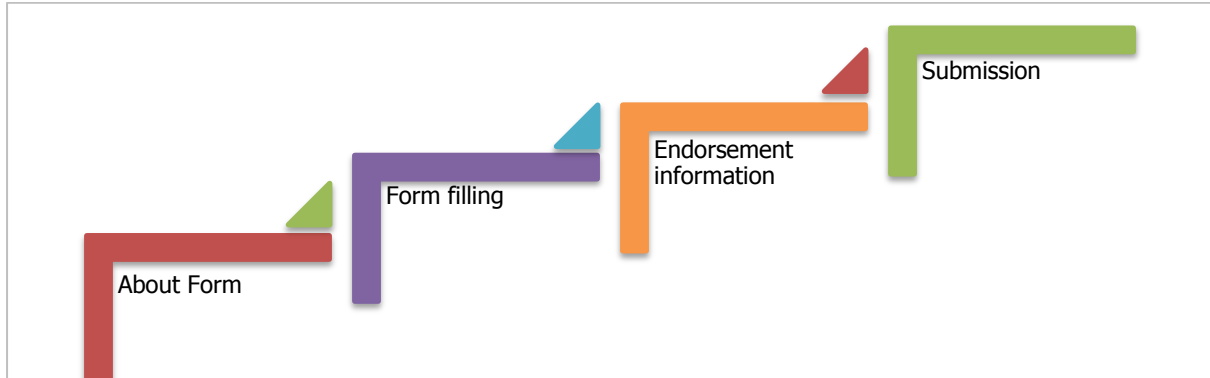 About Form
Form filling
Endorsement
information
Submission